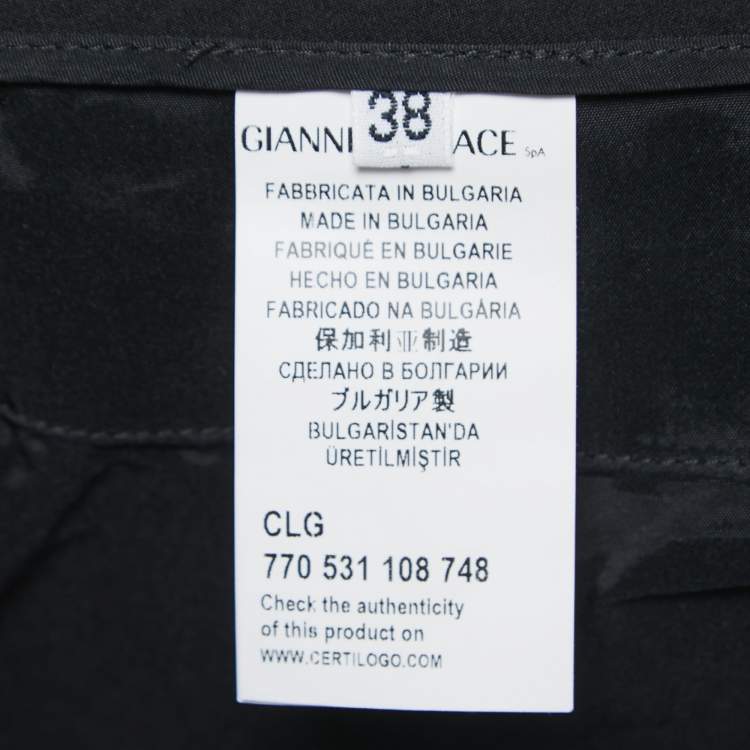 38
GIANNI ACE SpA
FABBRICATA IN BULGARIA
MADE IN BULGARIA
FABRIQUÉ EN BULGARIE
HECHO EN BULGARIA
FABRICADO NA BULGÁRIA
保加利亚制造
СДЕЛАНО В БОЛГАРИИ
ブルガリア製
BULGARİSTAN'DA
ÜRETİLMİŞTİR
CLG
770 531 108 748
Check the authenticity
of this product on
WWW.CERTILOGO.COM